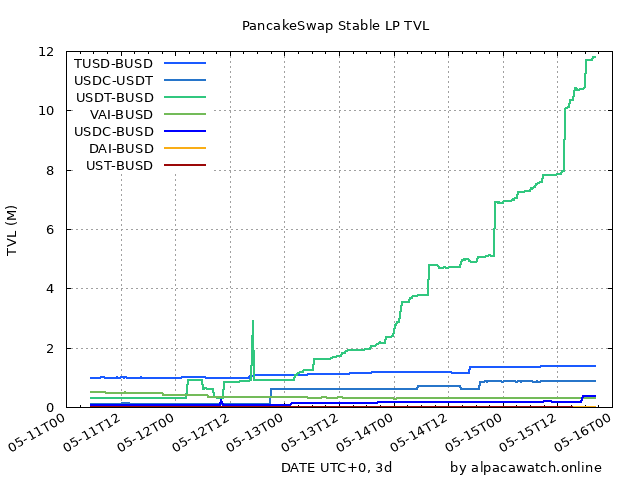 PancakeSwap Stable LP TVL
12
10
8
6
4
2
0
TVL (M)
TUSD-BUSD
USDC-USDT
USDT-BUSD
VAI-BUSD
USDC-BUSD
DAI-BUSD
UST-BUSD
05-11T00
05-11T12
05-12T00
05-12T12
05-13T00
05-13T12
05-14T00
05-14T12
05-15T00
05-15T12
05-16T00
DATE UTC+0, 3d
by alpacawatch.online